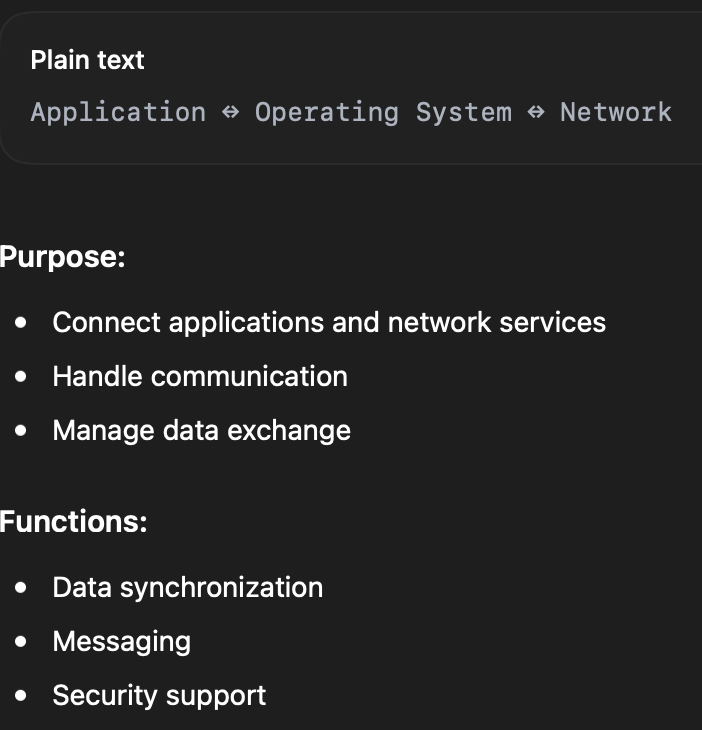 Plain text
Application ↔ Operating System ↔ Network
Purpose:
• Connect applications and network services
• Handle communication
• Manage data exchange
Functions:
• Data synchronization
• Messaging
• Security support